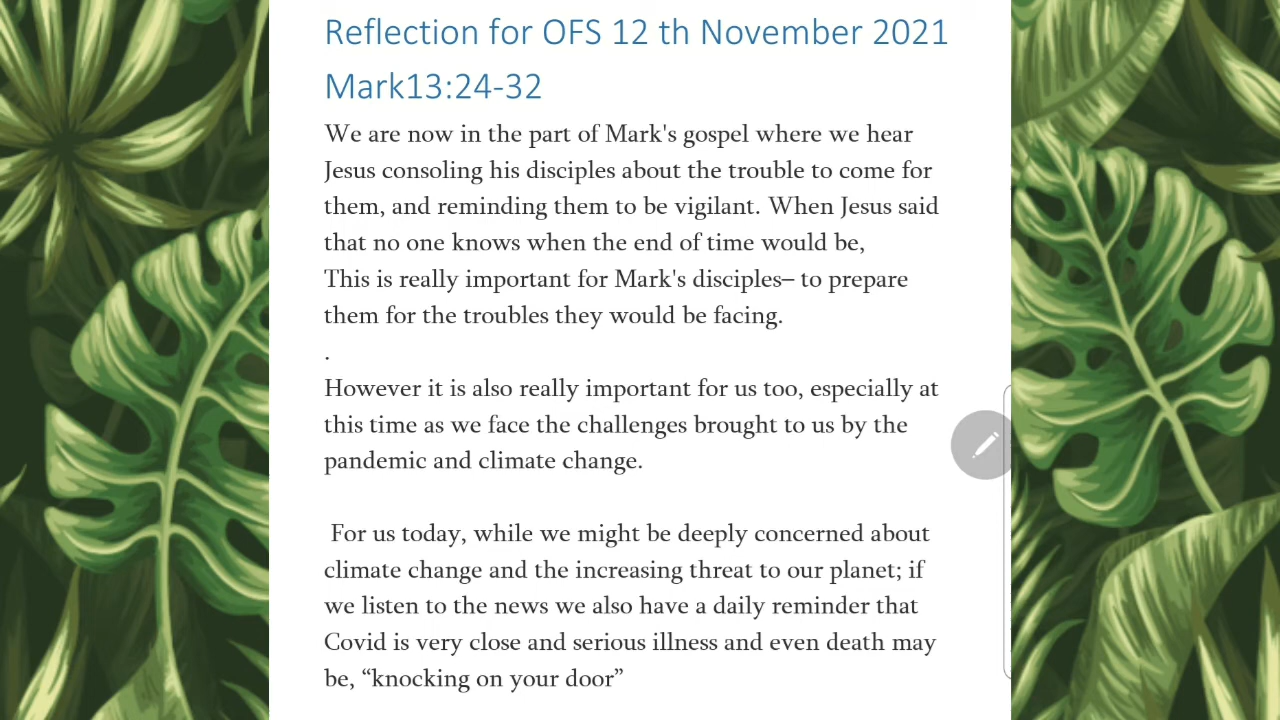 Reflection for OFS 12 th November 2021
Mark13:24-32
We are now in the part of Mark's gospel where we hear
Jesus consoling his disciples about the trouble to come for
them, and reminding them to be vigilant. When Jesus said
that no one knows when the end of time would be,
This is really important for Mark's disciples– to prepare
them for the troubles they would be facing.
.
However it is also really important for us too, especially at
this time as we face the challenges brought to us by the
pandemic and climate change.
For us today, while we might be deeply concerned about
climate change and the increasing threat to our planet; if
we listen to the news we also have a daily reminder that
Covid is very close and serious illness and even death may
be, “knocking on your door”